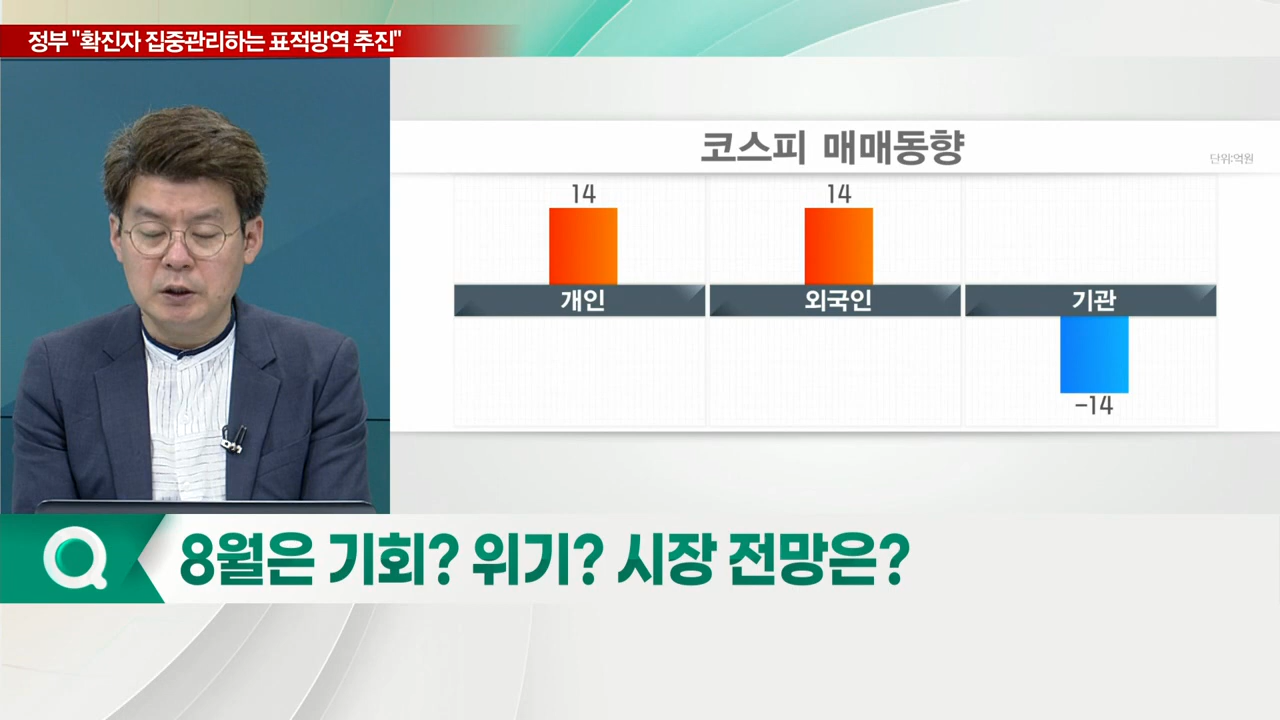 정부 "확진자 집중관리하는 표적방역 추진"
코스피 매매동향
단위:억원
14
14
개인
외국인
기관
-14
8월은 기회? 위기? 시장 전망은?